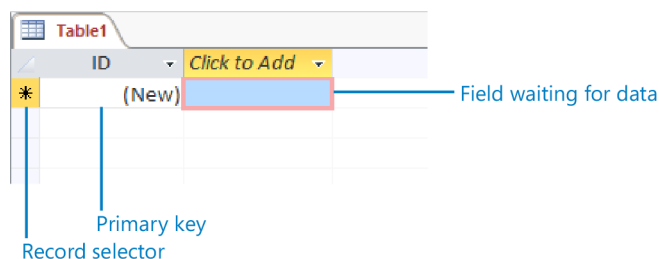 Table1
ID Click to Add
* (New)
Field waiting for data
Primary key
Record selector